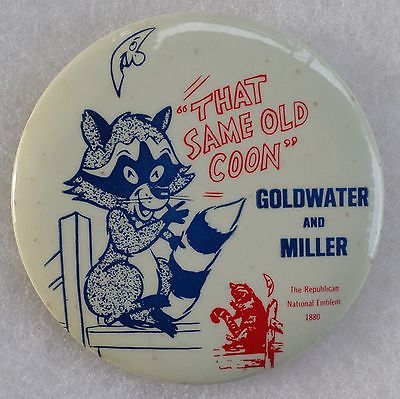 "THAT
SAME OLD
COON"
GOLDWATER
AND
MILLER
The Republican
National Emblem
1880